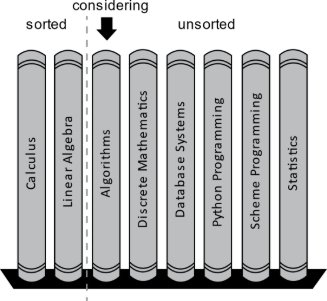 considering
sorted
unsorted
Calculus
Linear Algebra
Algorithms
Discrete Mathematics
Database Systems
Python Programming
Scheme Programming
Statistics